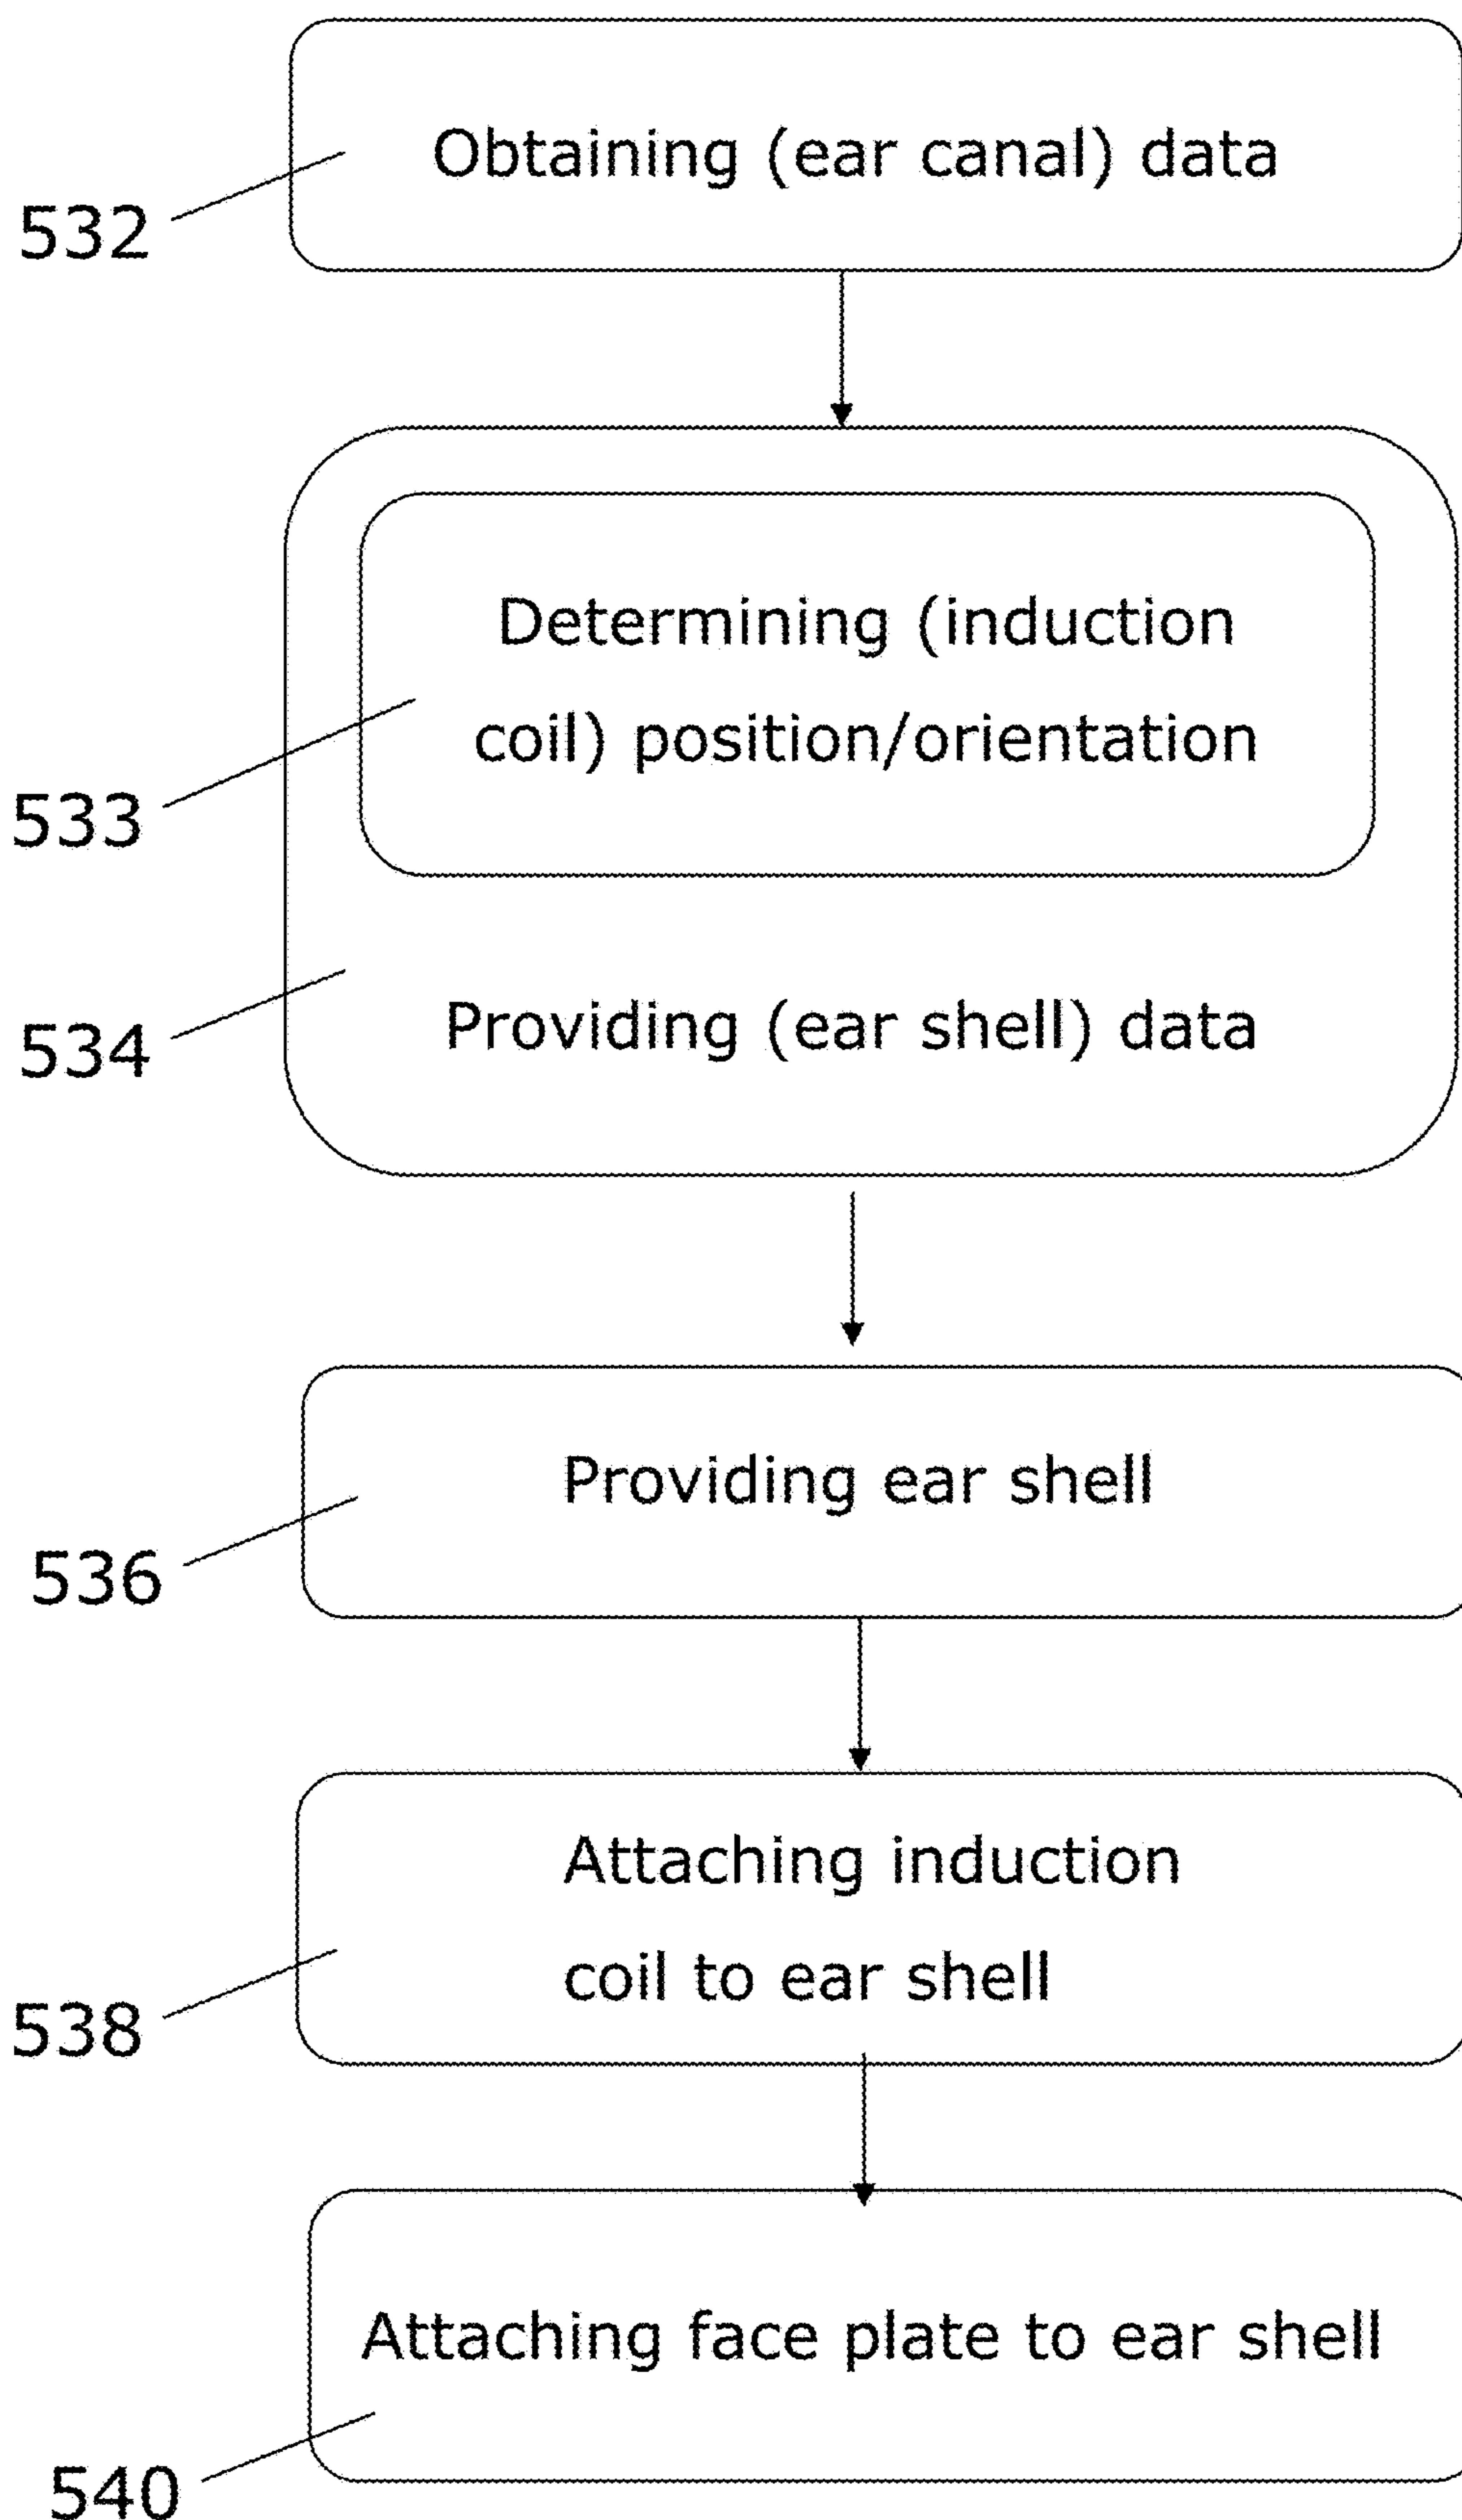 Obtaining (ear canal) data
532
Determining (induction
coil) position/orientation
533
Providing (ear shell) data
534
Providing ear shell
536
Attaching induction
coil to ear shell
538
Attaching face plate to ear shell
540